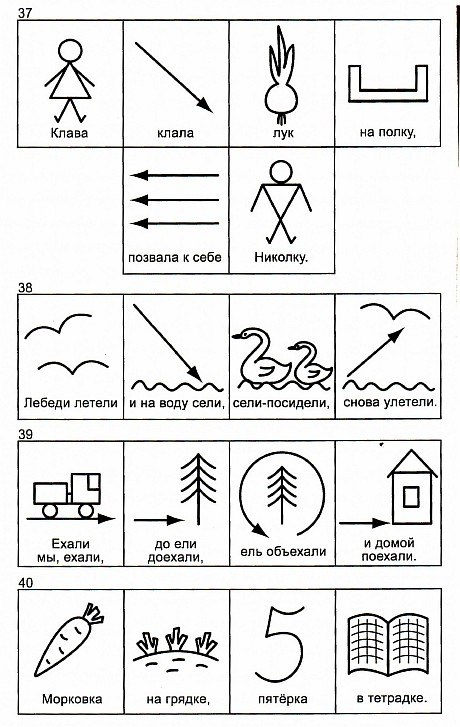 37
Клава клала лук на полку,
позвала к себе Николку.
38
Лебеди летели и на воду сели, сели-посидели, снова улетели.
39
Ехали до ели ель объехали и домой
мы, ехали, доехали, поехали.
40
Морковка на грядке, 5 пятёрка в тетрадке.